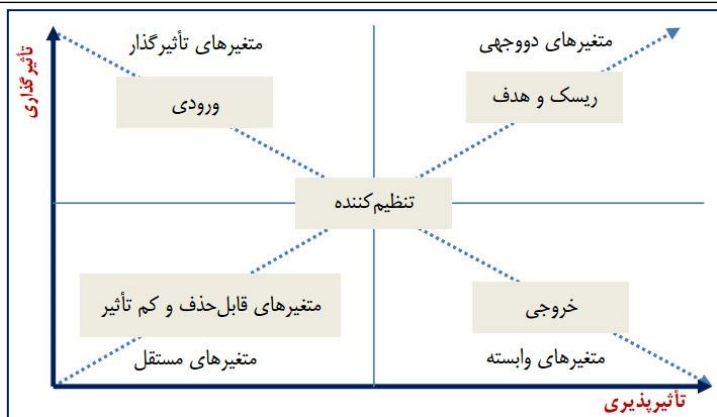 متغیرهای دووجهی
متغیرهای تأثیرگذار
تأثیرگذاری
ریسک و هدف
ورودی
تنظیم‌کننده
خروجی
متغیرهای قابل‌حذف و کم تأثیر
متغیرهای وابسته
متغیرهای مستقل
تأثیرپذیری